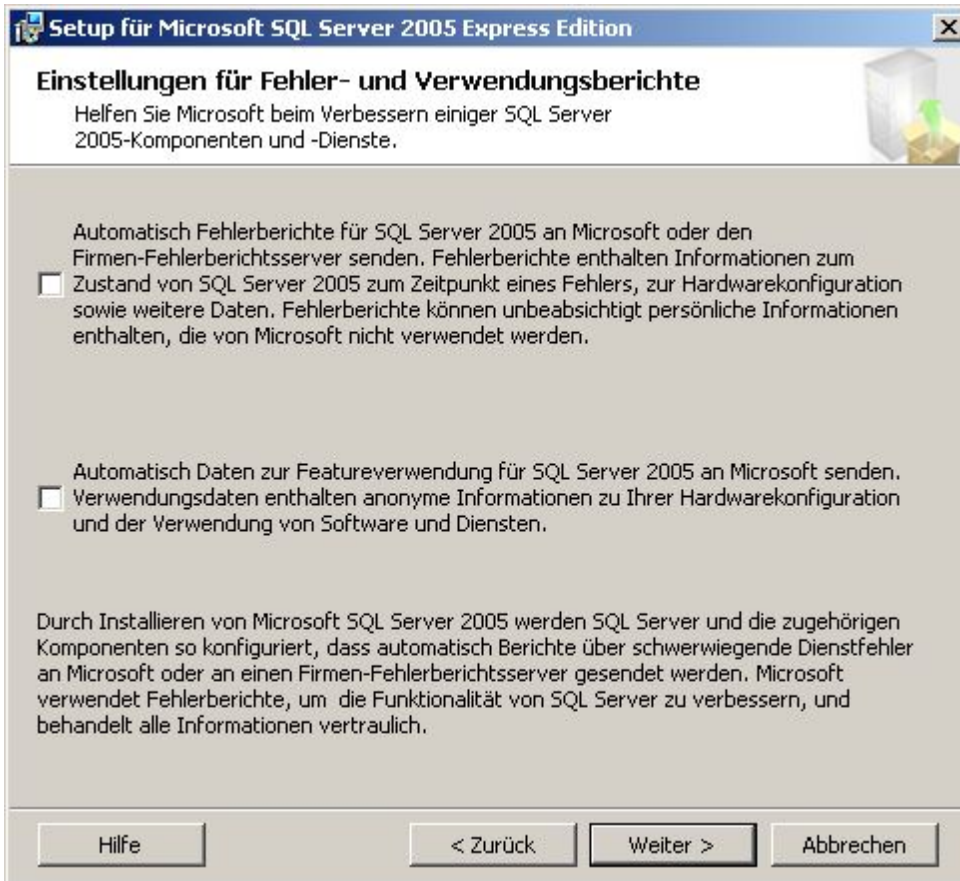 Setup für Microsoft SQL Server 2005 Express Edition
Einstellungen für Fehler- und Verwendungsberichte
Helfen Sie Microsoft beim Verbessern einiger SQL Server
2005-Komponenten und -Dienste.
Automatisch Fehlerberichte für SQL Server 2005 an Microsoft oder den
Firmen-Fehlerberichtsserver senden. Fehlerberichte enthalten Informationen zum
Zustand von SQL Server 2005 zum Zeitpunkt eines Fehlers, zur Hardwarekonfiguration
sowie weitere Daten. Fehlerberichte können unbeabsichtigt persönliche Informationen
enthalten, die von Microsoft nicht verwendet werden.
Automatisch Daten zur Featureverwendung für SQL Server 2005 an Microsoft senden.
Verwendungsdaten enthalten anonyme Informationen zu Ihrer Hardwarekonfiguration
und der Verwendung von Software und Diensten.
Durch Installieren von Microsoft SQL Server 2005 werden SQL Server und die zugehörigen
Komponenten so konfiguriert, dass automatisch Berichte über schwerwiegende Dienstfehler
an Microsoft oder an einen Firmen-Fehlerberichtsserver gesendet werden. Microsoft
verwendet Fehlerberichte, um die Funktionalität von SQL Server zu verbessern, und
behandelt alle Informationen vertraulich.
Hilfe
< Zurück
Weiter >
Abbrechen